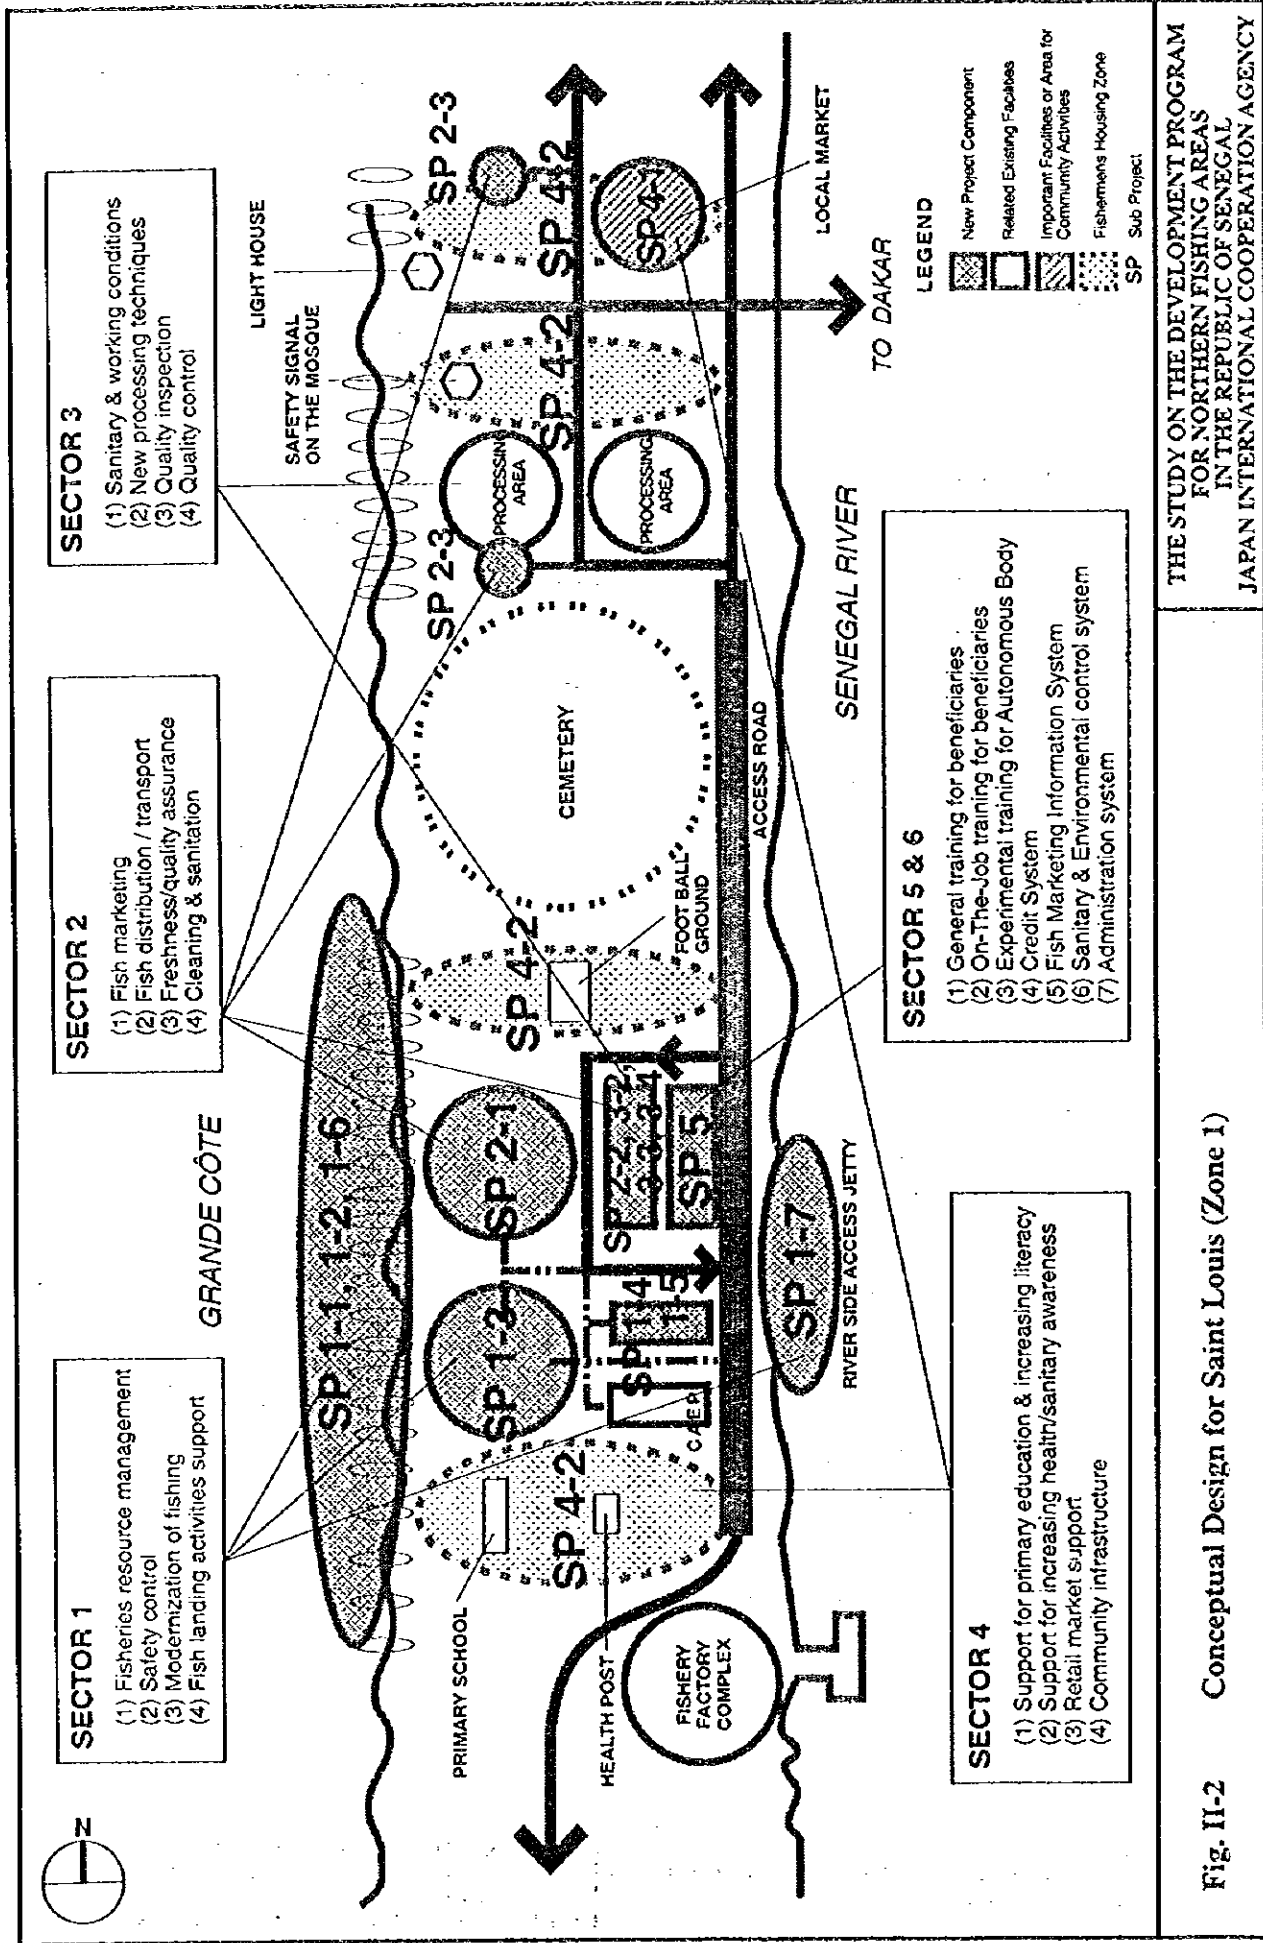 Z
SECTOR 1
(1) Fisheries resource management
(2) Safety control
(3) Modernization of fishing
(4) Fish landing activities support
GRANDE CÔTE
SECTOR 2
(1) Fish marketing
(2) Fish distribution / transport
(3) Freshness/quality assurance
(4) Cleaning & sanitation
SECTOR 3
(1) Sanitary & working conditions
(2) New processing techniques
(3) Quality inspection
(4) Quality control
LIGHT HOUSE
SAFETY SIGNAL
ON THE MOSQUE
SP 1-1, 1-2, 1-6,
PRIMARY SCHOOL
HEALTH POST
SP 4-2
SP 1-3
SP 2-1
SP 1-4
1-5
SP 2-2, 3-2,
3-3, 3-4
SP 5
SP 4-2
FOOT BALL
GROUND
CEMETERY
SP 2-3
PROCESSING
AREA
PROCESSING
AREA
SP 4-2
SP 2-3
SP 4-2
SP 4-1
LOCAL MARKET
FISHERY
FACTORY
COMPLEX
SP 1-7
RIVER SIDE ACCESS JETTY
ACCESS ROAD
SENEGAL RIVER
TO DAKAR
SECTOR 4
(1) Support for primary education & increasing literacy
(2) Support for increasing health/sanitary awareness
(3) Retail market support
(4) Community infrastructure
SECTOR 5 & 6
(1) General training for beneficiaries
(2) On-The-Job training for beneficiaries
(3) Experimental training for Autonomous Body
(4) Credit System
(5) Fish Marketing Information System
(6) Sanitary & Environmental control system
(7) Administration system
LEGEND
New Project Component
Related Existing Facilities
Important Facilities or Area for
Community Activities
Fishermens Housing Zone
SP Sub Project
Fig. II-2 Conceptual Design for Saint Louis (Zone 1)
THE STUDY ON THE DEVELOPMENT PROGRAM
FOR NORTHERN FISHING AREAS
IN THE REPUBLIC OF SENEGAL
JAPAN INTERNATIONAL COOPERATION AGENCY